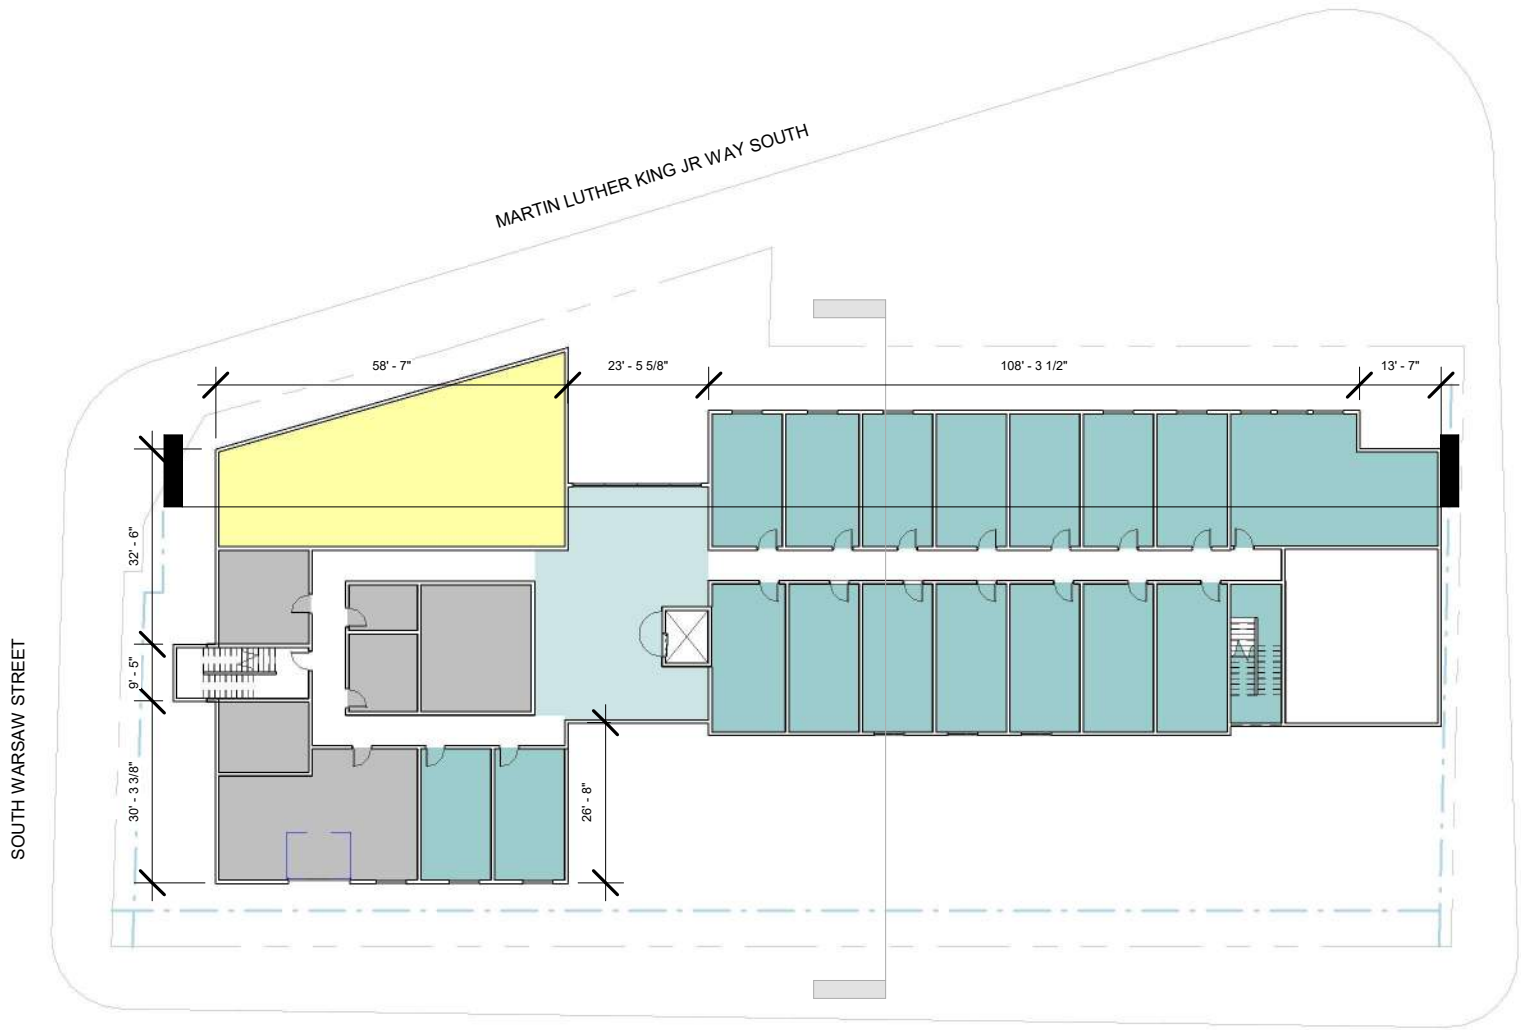 MARTIN LUTHER KING JR WAY SOUTH
58' - 7"
23' - 5 5/8"
108' - 3 1/2"
13' - 7"
32' - 6"
9' - 5"
30' - 3 3/8"
26' - 8"
SOUTH WARSAW STREET